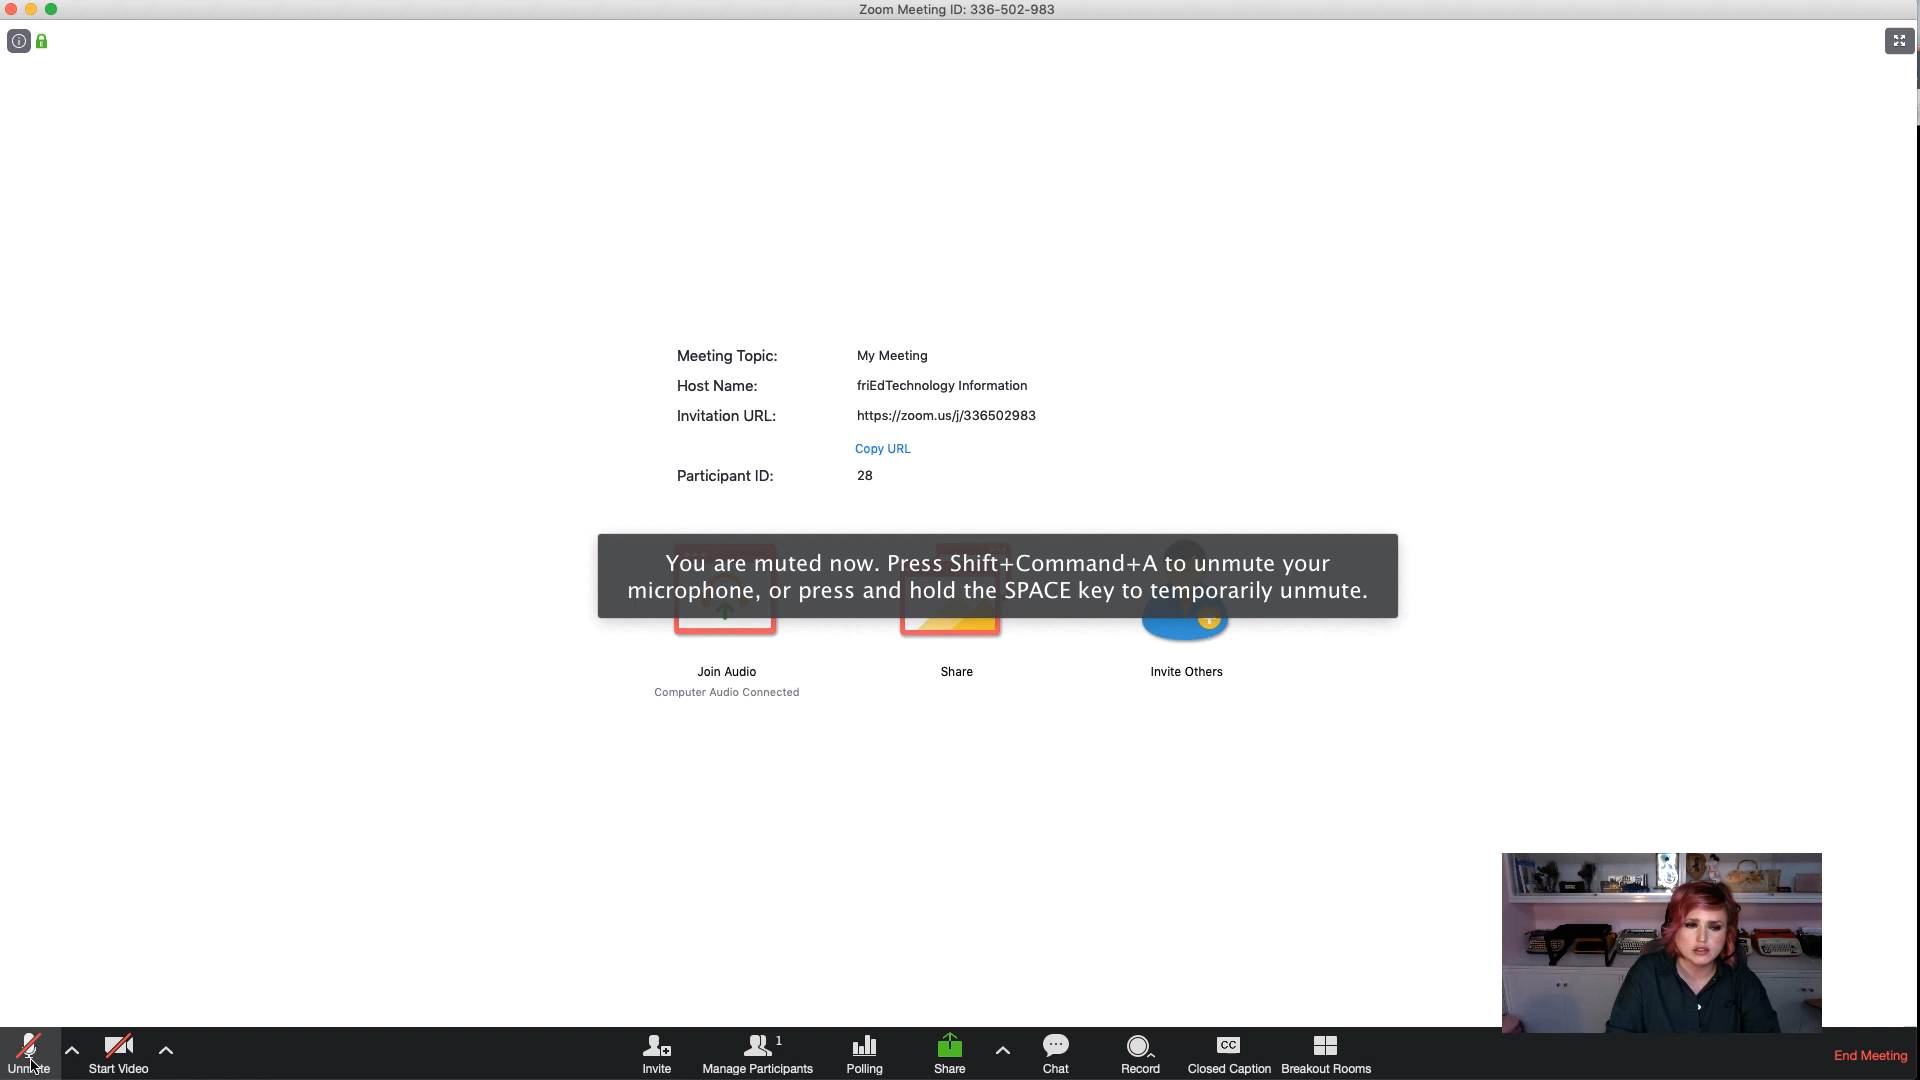 Zoom Meeting ID: 336-502-983
Meeting Topic: My Meeting
Host Name: friEdTechnology Information
Invitation URL: https://zoom.us/j/336502983
Copy URL
Participant ID: 28
You are muted now. Press Shift+Command+A to unmute your
microphone, or press and hold the SPACE key to temporarily unmute.
Join Audio
Computer Audio Connected
Share
Invite Others
Unmute
Start Video
Invite
1
Manage Participants
Polling
Share
Chat
Record
CC
Closed Caption
Breakout Rooms
End Meeting